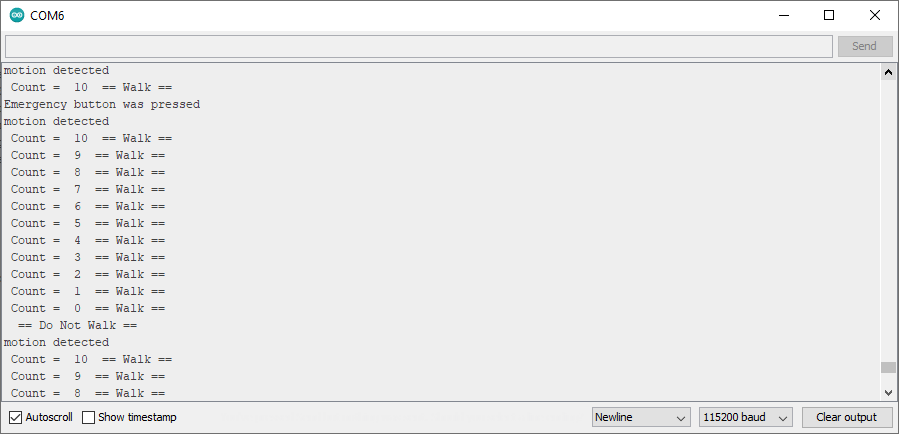 COM6
Send
motion detected
Count =  10  == Walk ==
Emergency button was pressed
motion detected
Count =  10  == Walk ==
Count =  9  == Walk ==
Count =  8  == Walk ==
Count =  7  == Walk ==
Count =  6  == Walk ==
Count =  5  == Walk ==
Count =  4  == Walk ==
Count =  3  == Walk ==
Count =  2  == Walk ==
Count =  1  == Walk ==
Count =  0  == Walk ==
== Do Not Walk ==
motion detected
Count =  10  == Walk ==
Count =  9  == Walk ==
Count =  8  == Walk ==
Autoscroll Show timestamp Newline 115200 baud Clear output